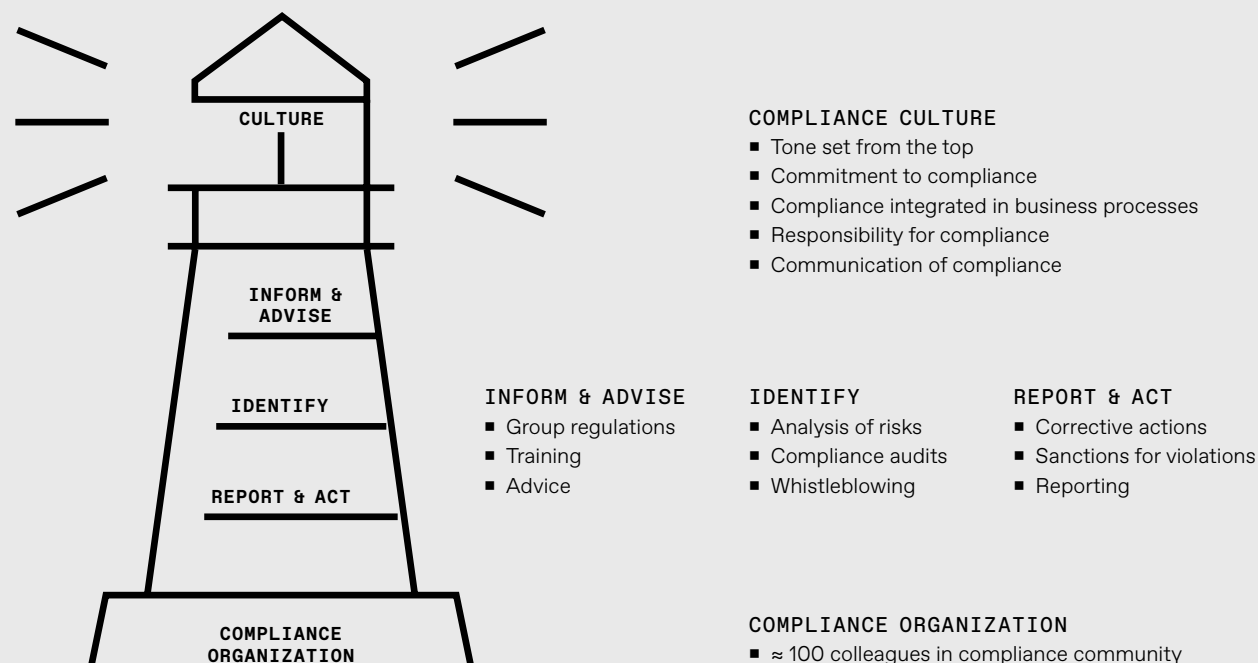 CULTURE
COMPLIANCE CULTURE
■ Tone set from the top
■ Commitment to compliance
■ Compliance integrated in business processes
■ Responsibility for compliance
■ Communication of compliance
INFORM &
ADVISE
IDENTIFY
REPORT & ACT
INFORM & ADVISE
■ Group regulations
■ Training
■ Advice
IDENTIFY
■ Analysis of risks
■ Compliance audits
■ Whistleblowing
REPORT & ACT
■ Corrective actions
■ Sanctions for violations
■ Reporting
COMPLIANCE
ORGANIZATION
COMPLIANCE ORGANIZATION
■ ≈ 100 colleagues in compliance community